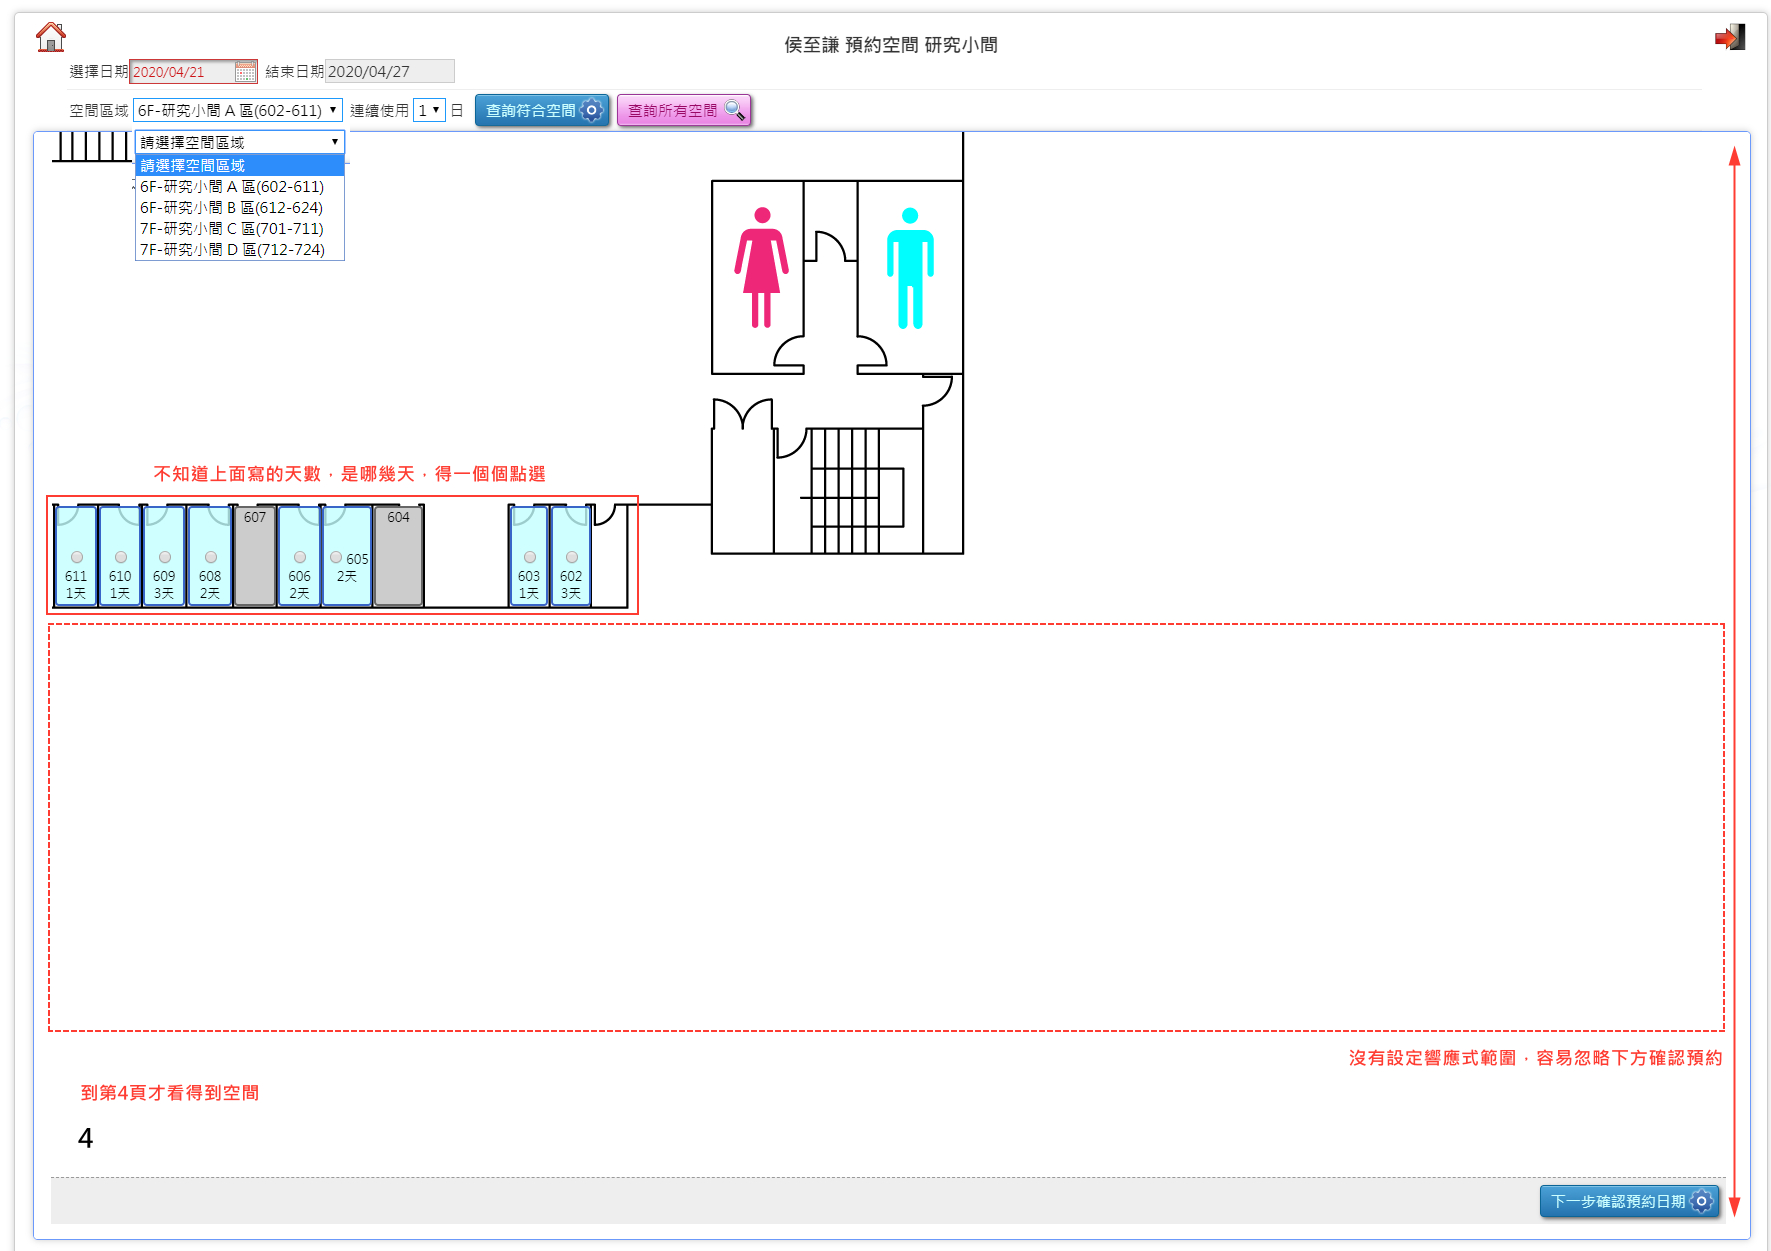 侯至謙 預約空間 研究小間
選擇日期 2020/04/21 結束日期 2020/04/27
空間區域 6F-研究小間 A 區(602-611) 連續使用 1 日 查詢符合空間 查詢所有空間
請選擇空間區域
請選擇空間區域
6F-研究小間 A 區(602-611)
6F-研究小間 B 區(612-624)
7F-研究小間 C 區(701-711)
7F-研究小間 D 區(712-724)
不知道上面寫的天數，是哪幾天，得一個個點選
607 604
605
2天
611 610 609 608 606 603 602
1天 1天 3天 2天 2天 1天 3天
沒有設定響應式範圍，容易忽略下方確認預約
到第4頁才看得到空間
4
下一步確認預約日期